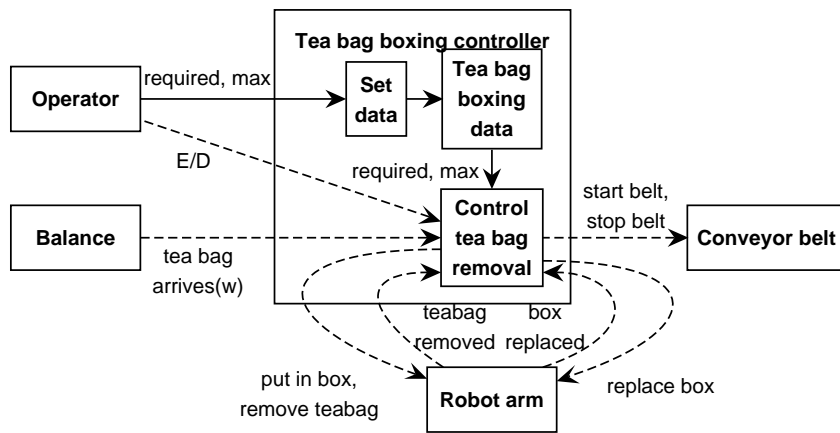 Tea bag boxing controller
required, max
Operator
Set
data
Tea bag
boxing
data
E/D
required, max
Balance
tea bag
arrives(w)
Control
tea bag
removal
start belt,
stop belt
Conveyor belt
teabag
removed
box
replaced
put in box,
remove teabag
Robot arm
replace box